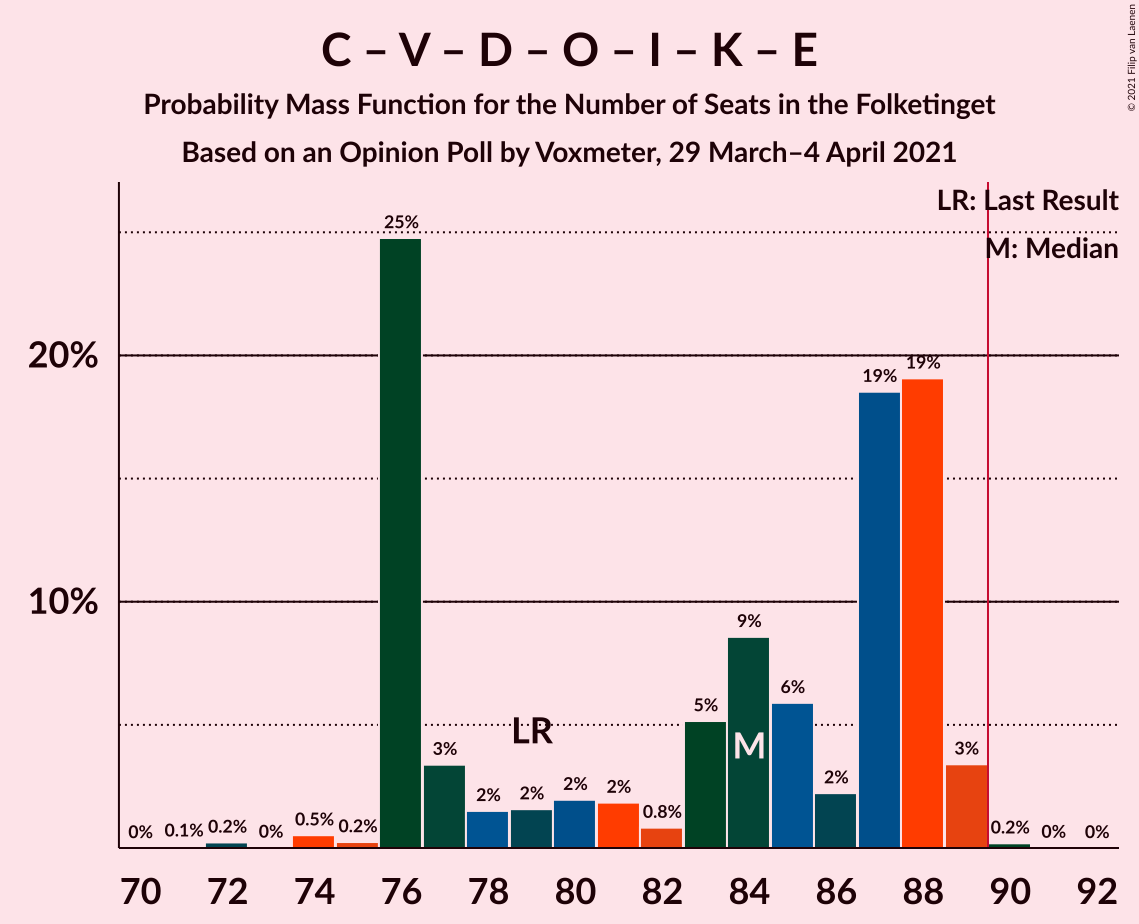 C – V – D – O – I – K – E
Probability Mass Function for the Number of Seats in the Folketinget
Based on an Opinion Poll by Voxmeter, 29 March–4 April 2021
© 2021 Filip van Laenen
LR: Last Result
M: Median
20%
10%
25%
19%
19%
9%
6%
5%
LR
M
3%
3%
2%
2%
2%
2%
2%
0.8%
0.5%
0%
0.1%
0.2%
0%
0.2%
0.2%
0%
0%
70 72 74 76 78 80 82 84 86 88 90 92